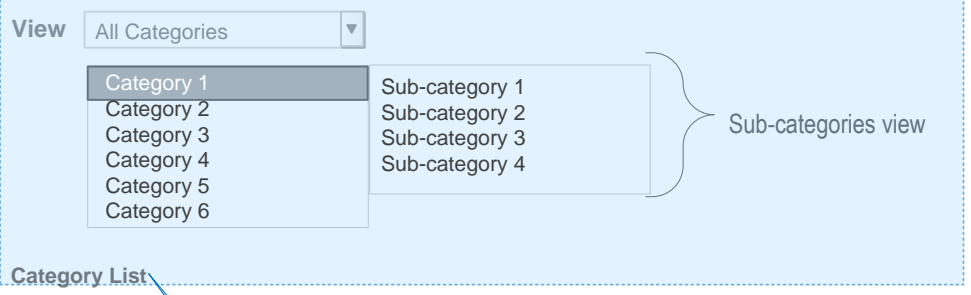 View
All Categories
Category 1
Category 2
Category 3
Category 4
Category 5
Category 6
Sub-category 1
Sub-category 2
Sub-category 3
Sub-category 4
Sub-categories view
Category List